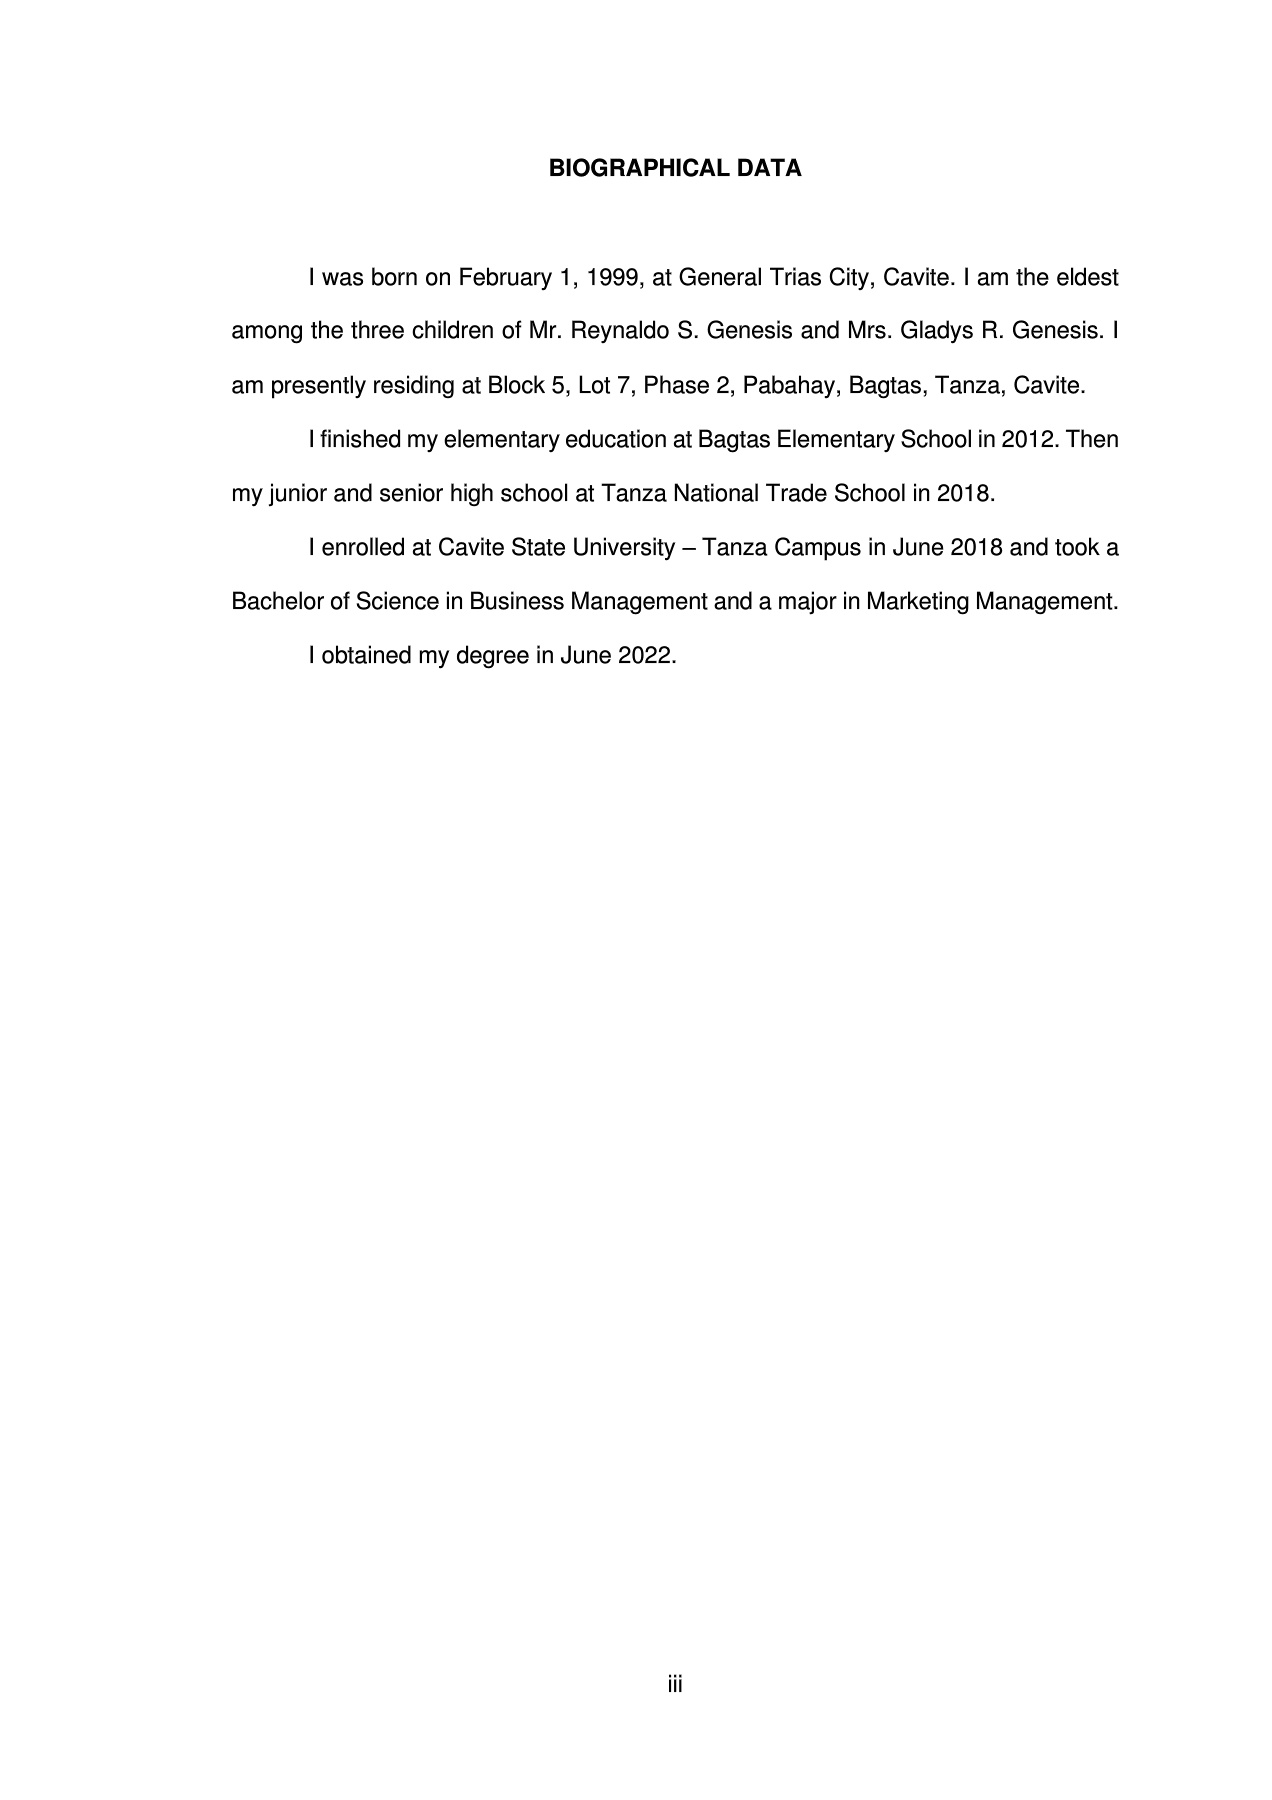 BIOGRAPHICAL DATA
I was born on February 1, 1999, at General Trias City, Cavite. I am the eldest
among the three children of Mr. Reynaldo S. Genesis and Mrs. Gladys R. Genesis. I
am presently residing at Block 5, Lot 7, Phase 2, Pabahay, Bagtas, Tanza, Cavite.
I finished my elementary education at Bagtas Elementary School in 2012. Then
my junior and senior high school at Tanza National Trade School in 2018.
I enrolled at Cavite State University – Tanza Campus in June 2018 and took a
Bachelor of Science in Business Management and a major in Marketing Management.
I obtained my degree in June 2022.
iii